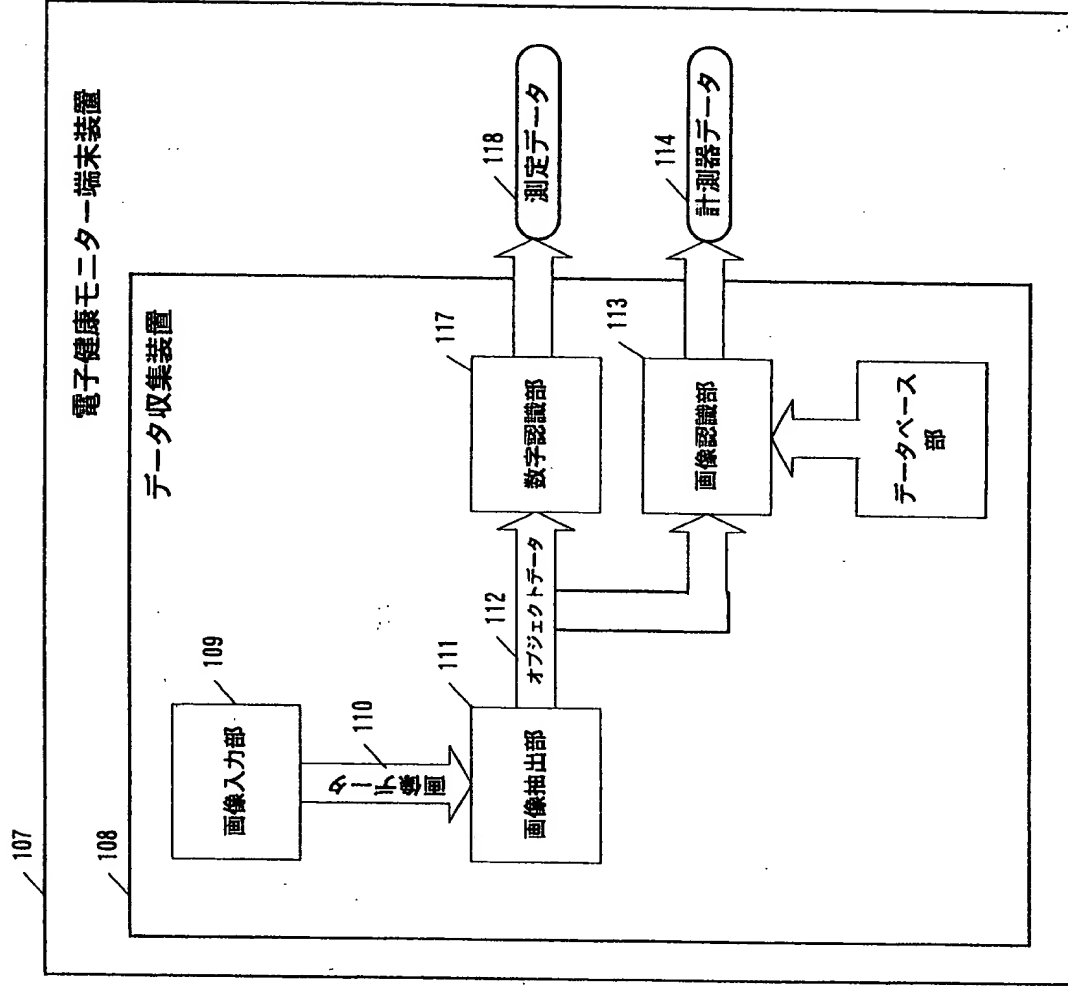 107
電子健康モニター端末装置
108
データ収集装置
109
画像入力部
110
画像データ
111
画像抽出部
112
オブジェクトデータ
117
数字認識部
118
測定データ
113
画像認識部
114
計測器データ
データベース
部